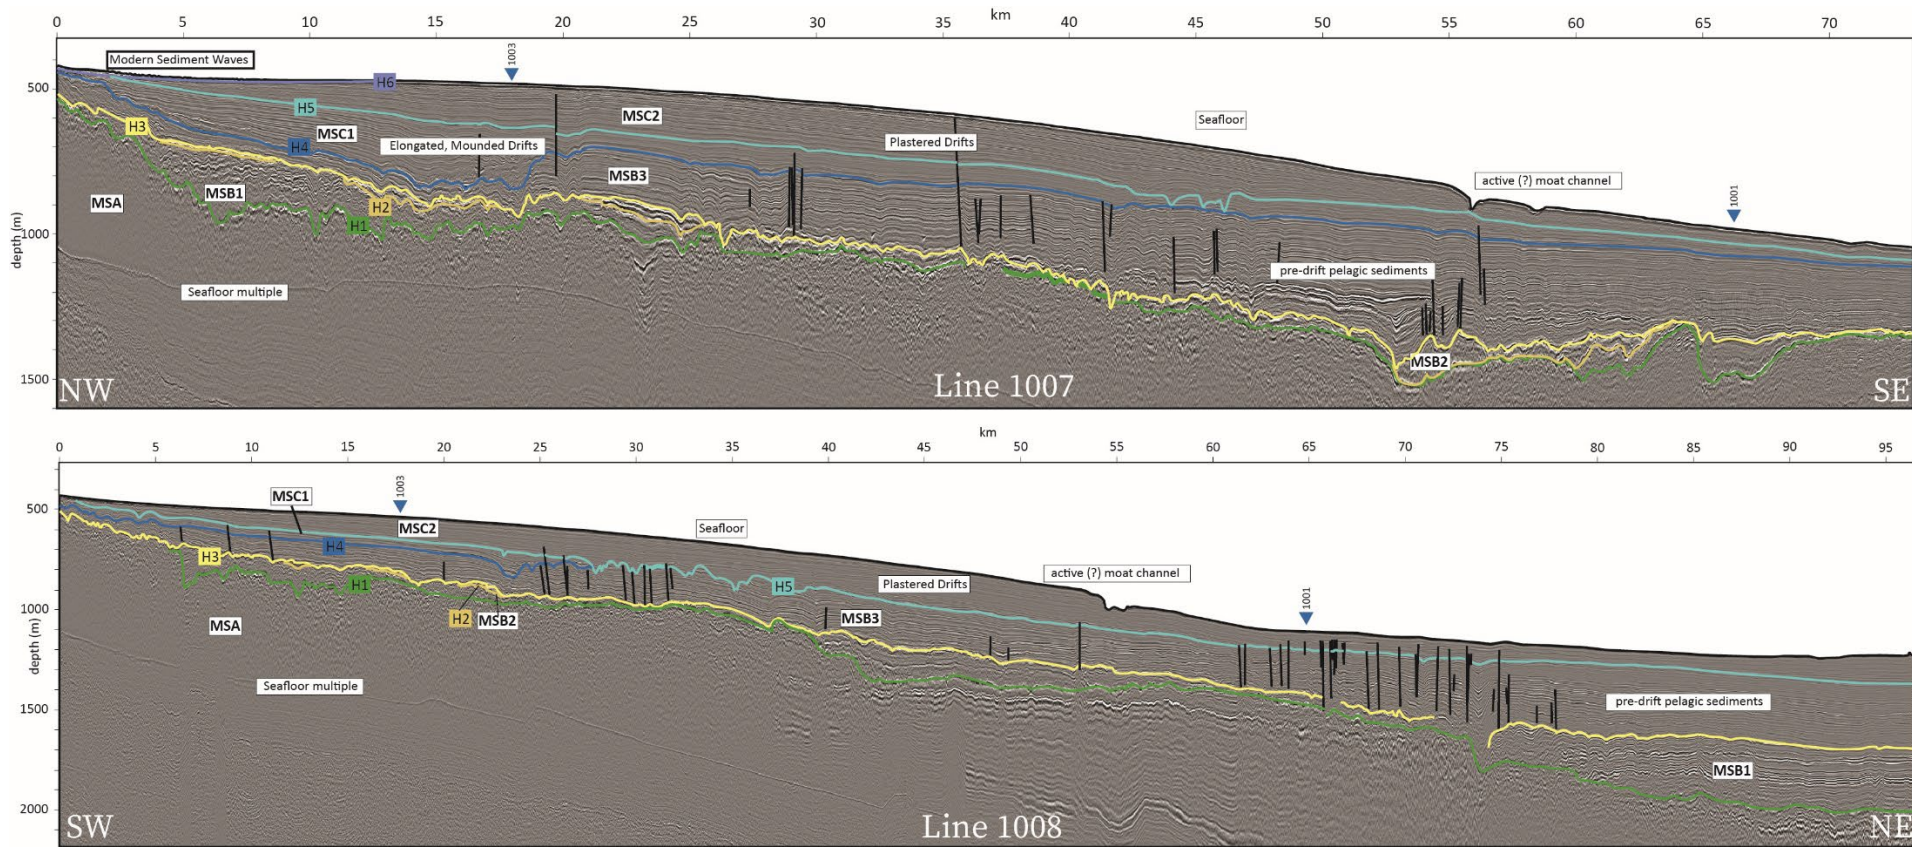 km
0 5 10 15 20 25 30 35 40 45 50 55 60 65 70
Modern Sediment Waves
1003
H6
500
H5
MSC2
Seafloor
H3
MSC1
H4
Elongated, Mounded Drifts
Plastered Drifts
active (?) moat channel
1001
MSB3
MSB1
MSA
H2
H1
depth (m)
1000
pre-drift pelagic sediments
Seafloor multiple
MSB2
1500
NW
Line 1007
SE
km
0 5 10 15 20 25 30 35 40 45 50 55 60 65 70 75 80 85 90 95
MSC1
1003
500
MSC2
Seafloor
H4
H3
active (?) moat channel
H1
H5
Plastered Drifts
1001
depth (m)
1000
H2
MSB2
MSB3
MSA
Seafloor multiple
pre-drift pelagic sediments
1500
MSB1
2000
SW
Line 1008
NE